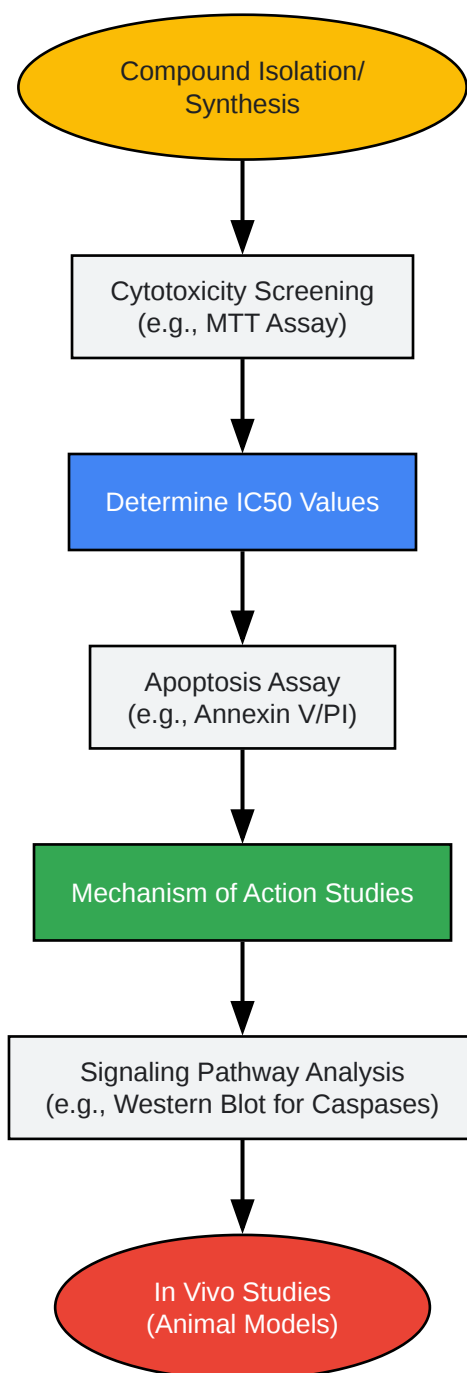 Compound Isolation/
Synthesis
Cytotoxicity Screening
(e.g., MTT Assay)
Determine IC50 Values
Apoptosis Assay
(e.g., Annexin V/PI)
Mechanism of Action Studies
Signaling Pathway Analysis
(e.g., Western Blot for Caspases)
In Vivo Studies
(Animal Models)